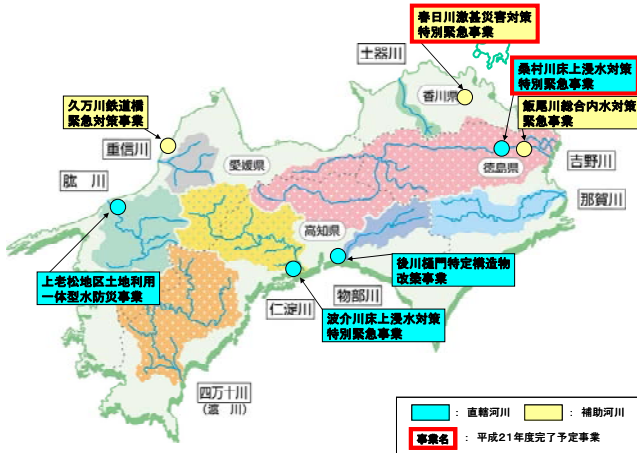 春日川激甚災害対策
特別緊急事業
土器川
桑村川床上浸水対策
特別緊急事業
香川県
久万川鉄道橋
緊急対策事業
飯尾川総合内水対策
緊急事業
重信川
愛媛県
徳島県
吉野川
肱 川
那賀川
高知県
上老松地区土地利用
一体型水防災事業
後川樋門特定構造物
改築事業
物部川
仁淀川
波介川床上浸水対策
特別緊急事業
四万十川
(渡 川)
: 直轄河川
: 補助河川
事業名 : 平成21年度完了予定事業